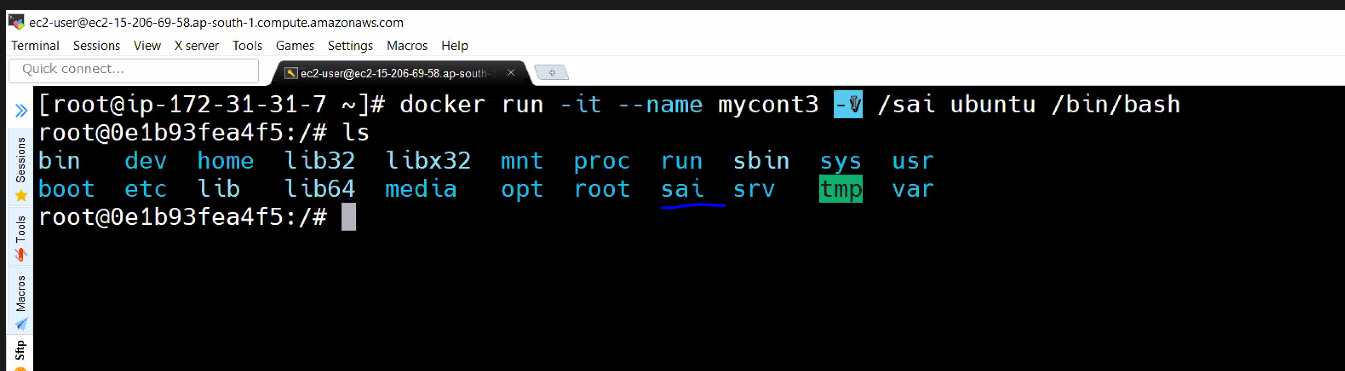 ec2-user@ec2-15-206-69-58.ap-south-1.compute.amazonaws.com
Terminal Sessions View X server Tools Games Settings Macros Help
Quick connect...
ec2-user@ec2-15-206-69-58.ap-south-
[root@ip-172-31-31-7 ~]# docker run -it --name mycont3 -v /sai ubuntu /bin/bash
root@0e1b93fea4f5:/# ls
bin dev home lib32 libx32 mnt proc run sbin sys usr
boot etc lib lib64 media opt root sai srv tmp var
root@0e1b93fea4f5:/#
Sessions
Tools
Macros
Sftp